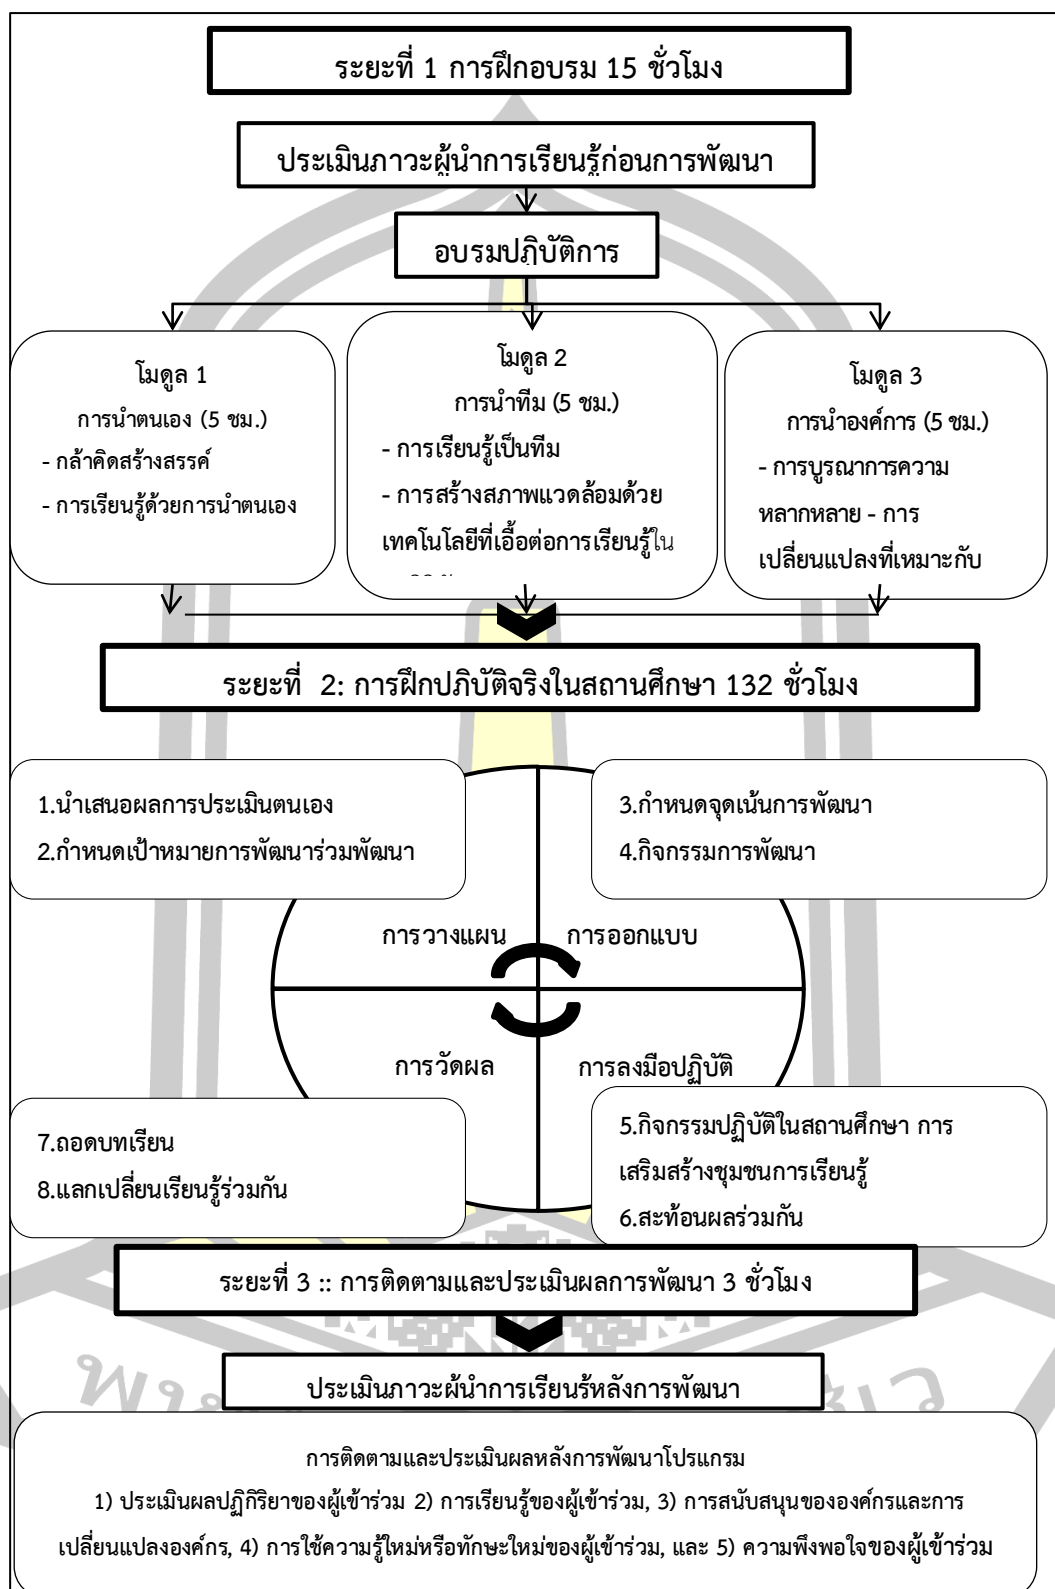 ระยะที่ 1 การฝึกอบรม 15 ชั่วโมง
ประเมินภาวะผู้นำการเรียนรู้ก่อนการพัฒนา
อบรมปฏิบัติการ
โมดูล 1
การนำตนเอง (5 ชม.)
- กล้าคิดสร้างสรรค์
- การเรียนรู้ด้วยการนำตนเอง
โมดูล 2
การนำทีม (5 ชม.)
- การเรียนรู้เป็นทีม
- การสร้างสภาพแวดล้อมด้วย
เทคโนโลยีที่เอื้อต่อการเรียนรู้ใน
โมดูล 3
การนำองค์การ (5 ชม.)
- การบูรณาการความ
หลากหลาย - การ
เปลี่ยนแปลงที่เหมาะกับ
ระยะที่ 2: การฝึกปฏิบัติจริงในสถานศึกษา 132 ชั่วโมง
1.นำเสนอผลการประเมินตนเอง
2.กำหนดเป้าหมายการพัฒนาร่วมพัฒนา
3.กำหนดจุดเน้นการพัฒนา
4.กิจกรรมการพัฒนา
การวางแผน
การออกแบบ
การวัดผล
การลงมือปฏิบัติ
7.ถอดบทเรียน
8.แลกเปลี่ยนเรียนรู้ร่วมกัน
5.กิจกรรมปฏิบัติในสถานศึกษา การ
เสริมสร้างชุมชนการเรียนรู้
6.สะท้อนผลร่วมกัน
ระยะที่ 3 :: การติดตามและประเมินผลการพัฒนา 3 ชั่วโมง
ประเมินภาวะผู้นำการเรียนรู้หลังการพัฒนา
การติดตามและประเมินผลหลังการพัฒนาโปรแกรม
1) ประเมินผลปฏิกิริยาของผู้เข้าร่วม 2) การเรียนรู้ของผู้เข้าร่วม, 3) การสนับสนุนขององค์กรและการ
เปลี่ยนแปลงองค์กร, 4) การใช้ความรู้ใหม่หรือทักษะใหม่ของผู้เข้าร่วม, และ 5) ความพึงพอใจของผู้เข้าร่วม